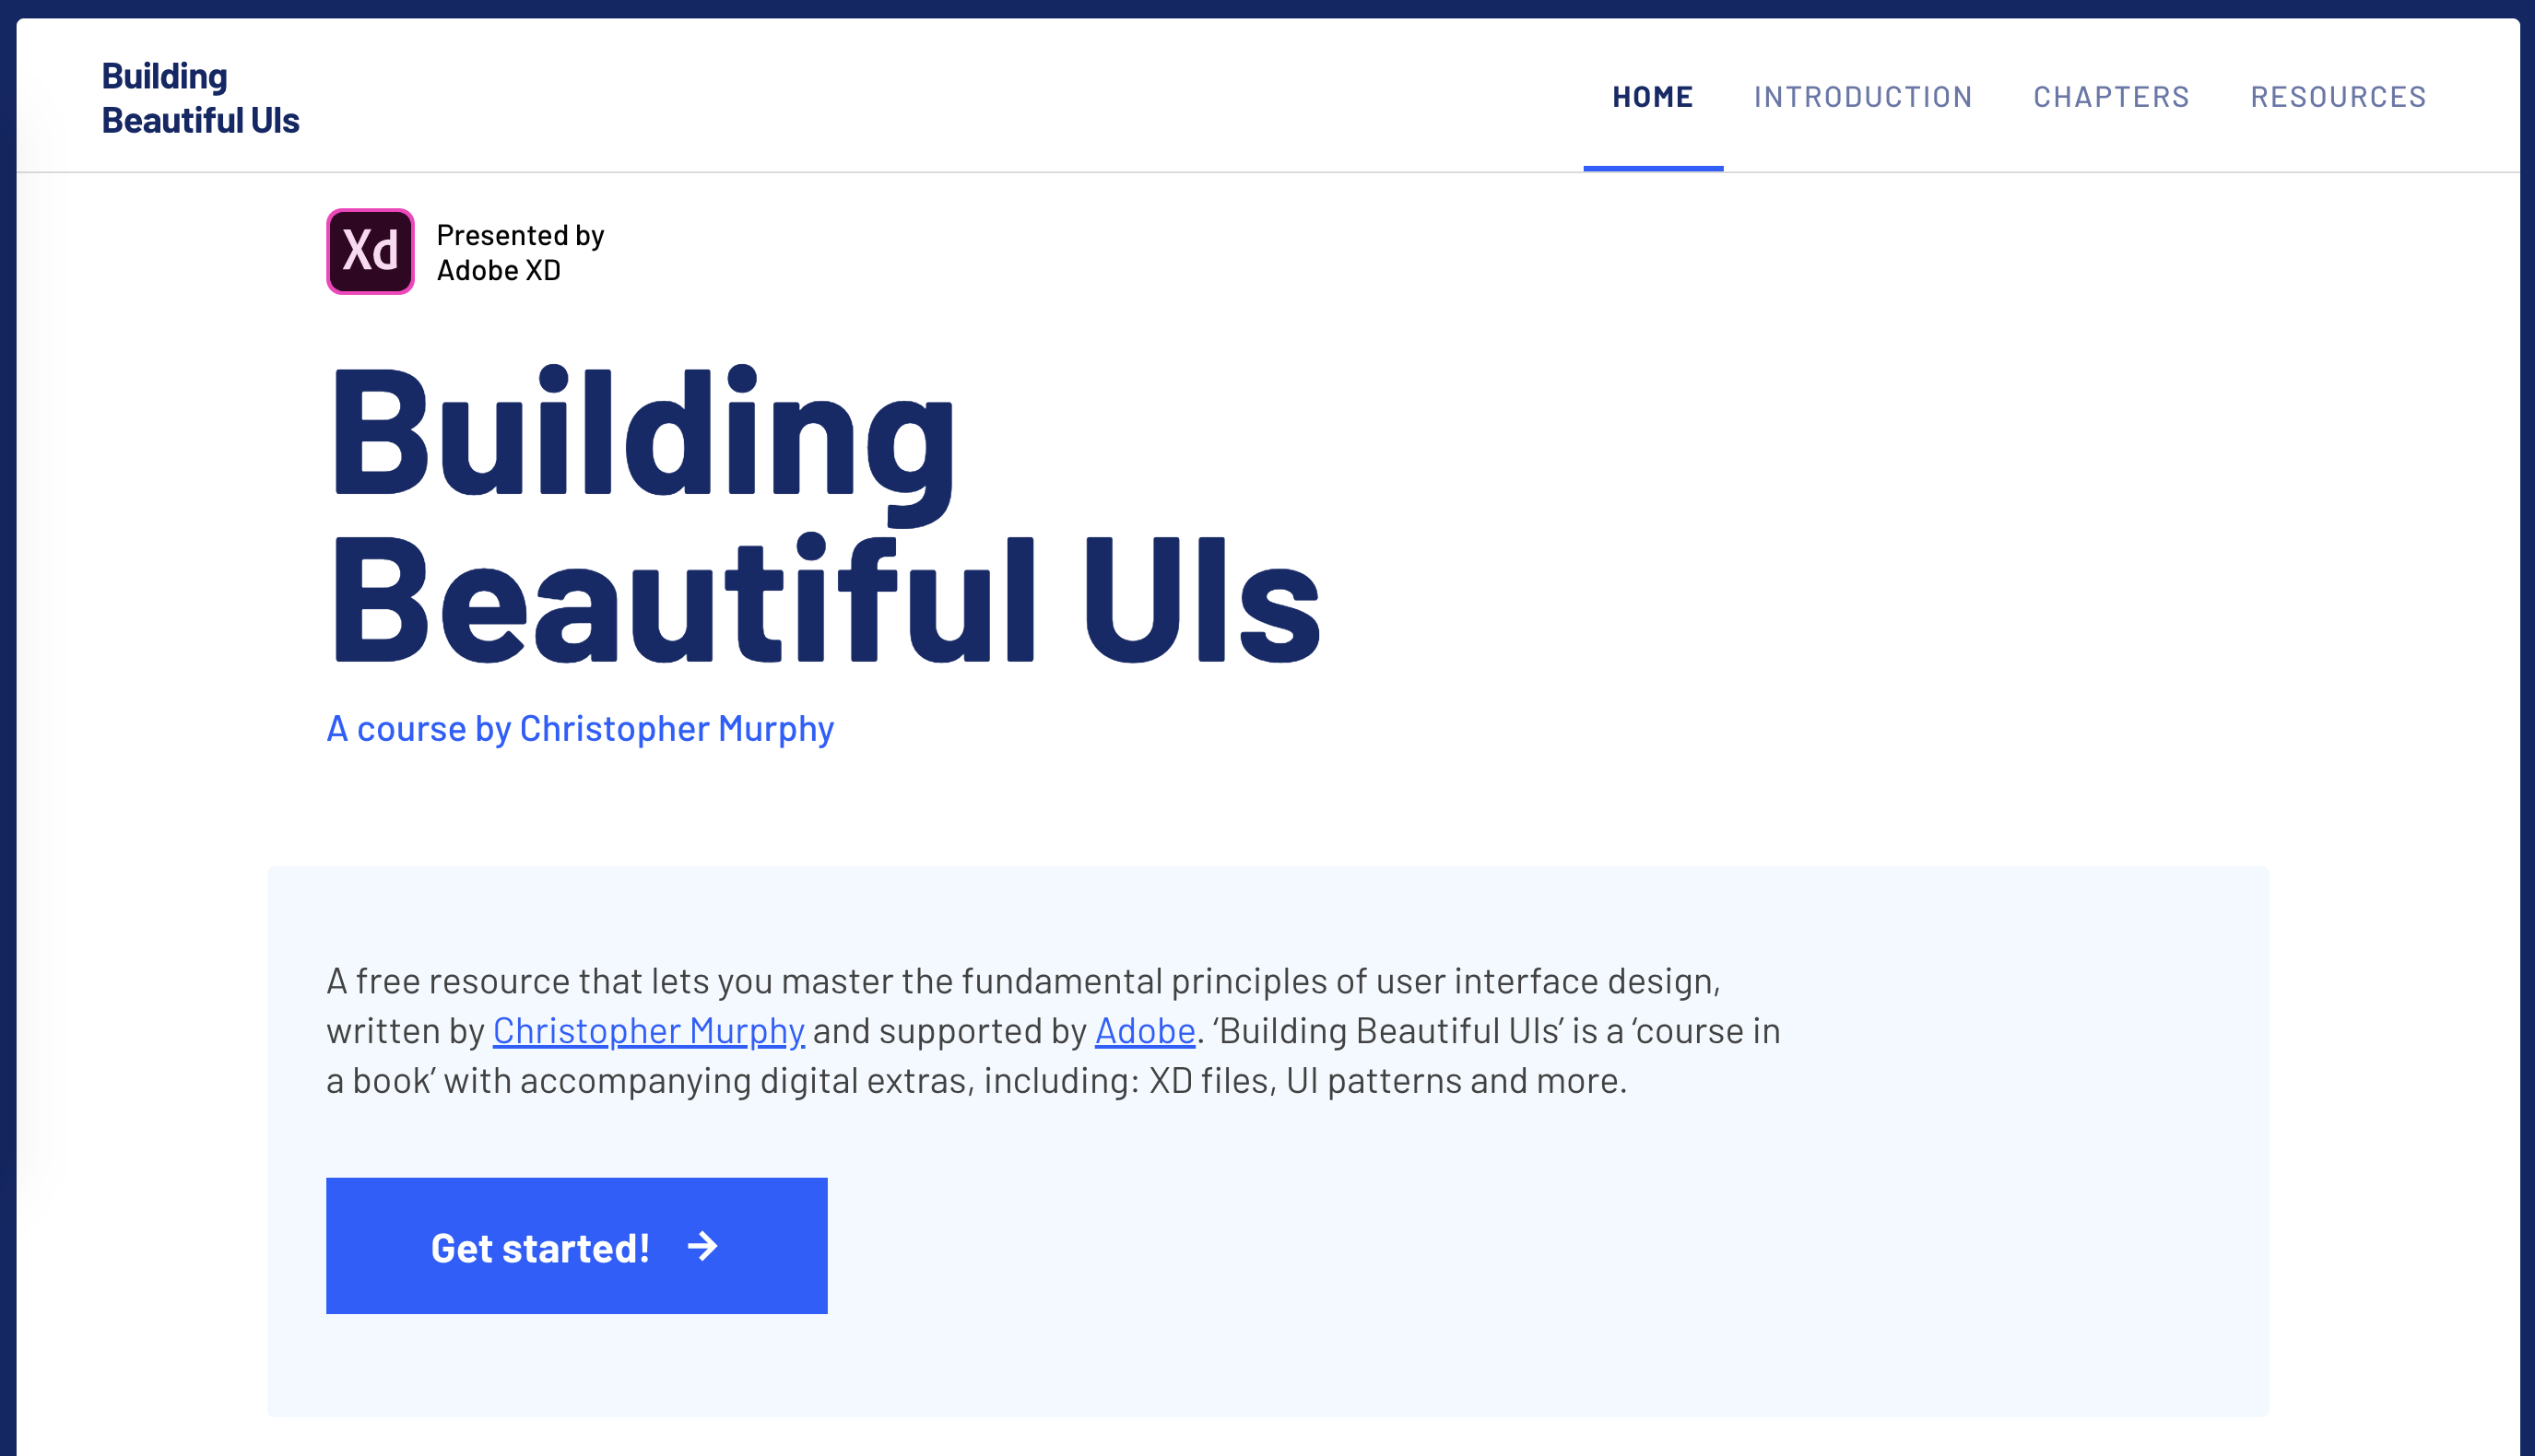 Building
Beautiful UIs
HOME INTRODUCTION CHAPTERS RESOURCES
Xd
Presented by
Adobe XD
Building
Beautiful UIs
A course by Christopher Murphy
A free resource that lets you master the fundamental principles of user interface design,
written by Christopher Murphy and supported by Adobe. ‘Building Beautiful UIs’ is a ‘course in
a book’ with accompanying digital extras, including: XD files, UI patterns and more.
Get started! →